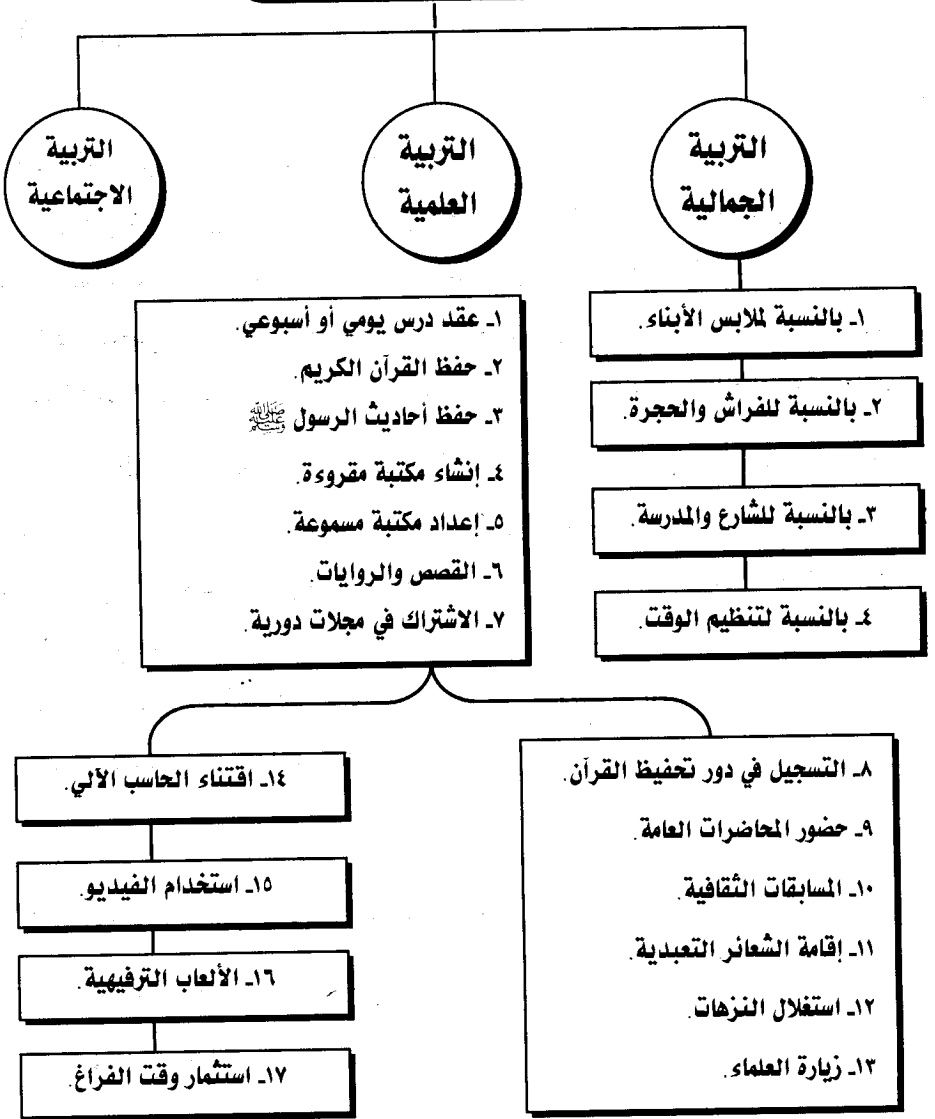 التربية
الجمالية
التربية
العلمية
التربية
الاجتماعية
١ـ بالنسبة لملابس الأبناء.
٢ـ بالنسبة للفراش والحجرة.
٣ـ بالنسبة للشارع والمدرسة.
٤ـ بالنسبة لتنظيم الوقت.
١ـ عقد درس يومي أو أسبوعي.
٢ـ حفظ القرآن الكريم.
٣ـ حفظ أحاديث الرسول ﷺ
٤ـ إنشاء مكتبة مقروءة.
٥ـ إعداد مكتبة مسموعة.
٦ـ القصص والروايات.
٧ـ الاشتراك في مجلات دورية.
٨ـ التسجيل في دور تحفيظ القرآن.
٩ـ حضور المحاضرات العامة.
١٠ـ المسابقات الثقافية.
١١ـ إقامة الشعائر التعبدية.
١٢ـ استغلال النزهات.
١٣ـ زيارة العلماء.
١٤ـ اقتناء الحاسب الآلي.
١٥ـ استخدام الفيديو.
١٦ـ الألعاب الترفيهية.
١٧ـ استثمار وقت الفراغ.